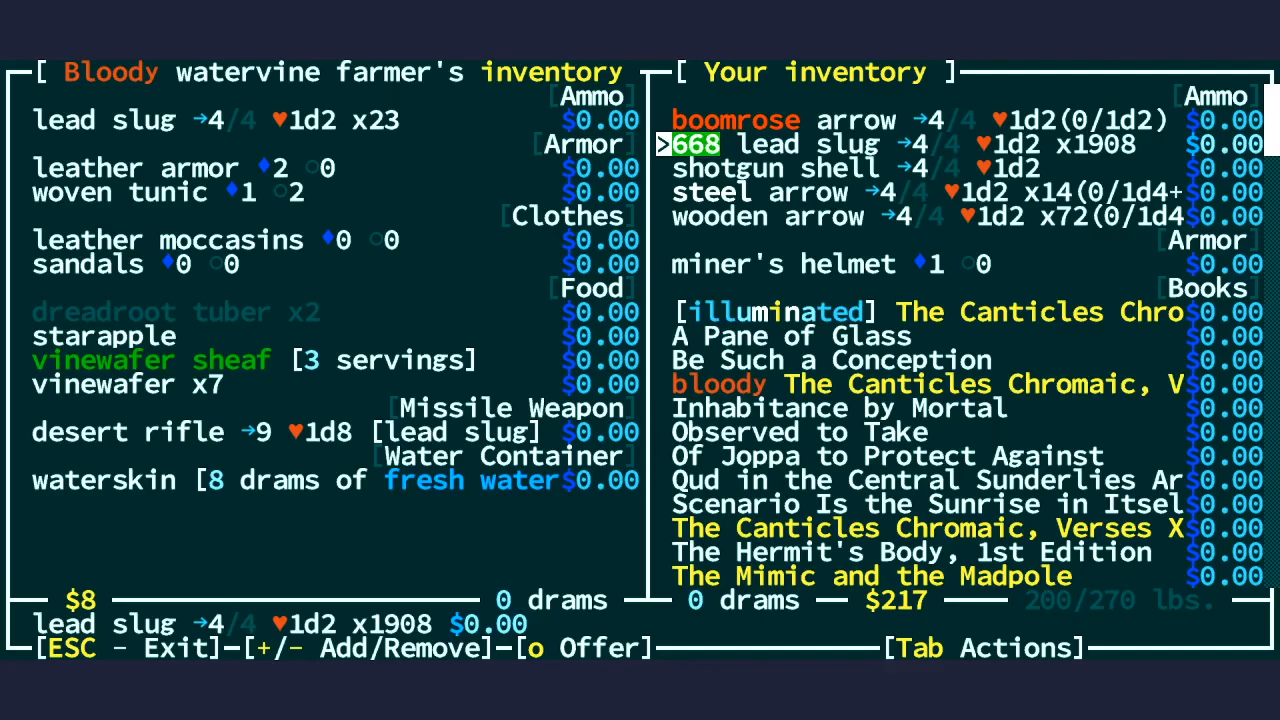 [ Bloody watervine farmer's inventory
[Ammo]
lead slug →4/4 ♥1d2 x23 $0.00
[Armor]
leather armor ♦2 ○0 $0.00
woven tunic ♦1 ○2 $0.00
[Clothes]
leather moccasins ♦0 ○0 $0.00
sandals ♦0 ○0 $0.00
[Food]
dreadroot tuber x2 $0.00
starapple $0.00
vinewafer sheaf [3 servings] $0.00
vinewafer x7 $0.00
[Missile Weapon]
desert rifle →9 ♥1d8 [lead slug] $0.00
[Water Container]
waterskin [8 drams of fresh water$0.00
$8 0 drams
[ Your inventory ]
[Ammo]
boomrose arrow →4/4 ♥1d2(0/1d2) $0.00
>668 lead slug →4/4 ♥1d2 x1908 $0.00
shotgun shell →4/4 ♥1d2 $0.00
steel arrow →4/4 ♥1d2 x14(0/1d4+$0.00
wooden arrow →4/4 ♥1d2 x72(0/1d4$0.00
[Armor]
miner's helmet ♦1 ○0 $0.00
[Books]
[illuminated] The Canticles Chro$0.00
A Pane of Glass $0.00
Be Such a Conception $0.00
bloody The Canticles Chromaic, V$0.00
Inhabitance by Mortal $0.00
Observed to Take $0.00
Of Joppa to Protect Against $0.00
Qud in the Central Sunderlies Ar$0.00
Scenario Is the Sunrise in Itsel$0.00
The Canticles Chromaic, Verses X$0.00
The Hermit's Body, 1st Edition $0.00
The Mimic and the Madpole $0.00
0 drams $217 200/270 lbs.
lead slug →4/4 ♥1d2 x1908 $0.00
[ESC - Exit] [+/- Add/Remove] [o Offer] [Tab Actions]